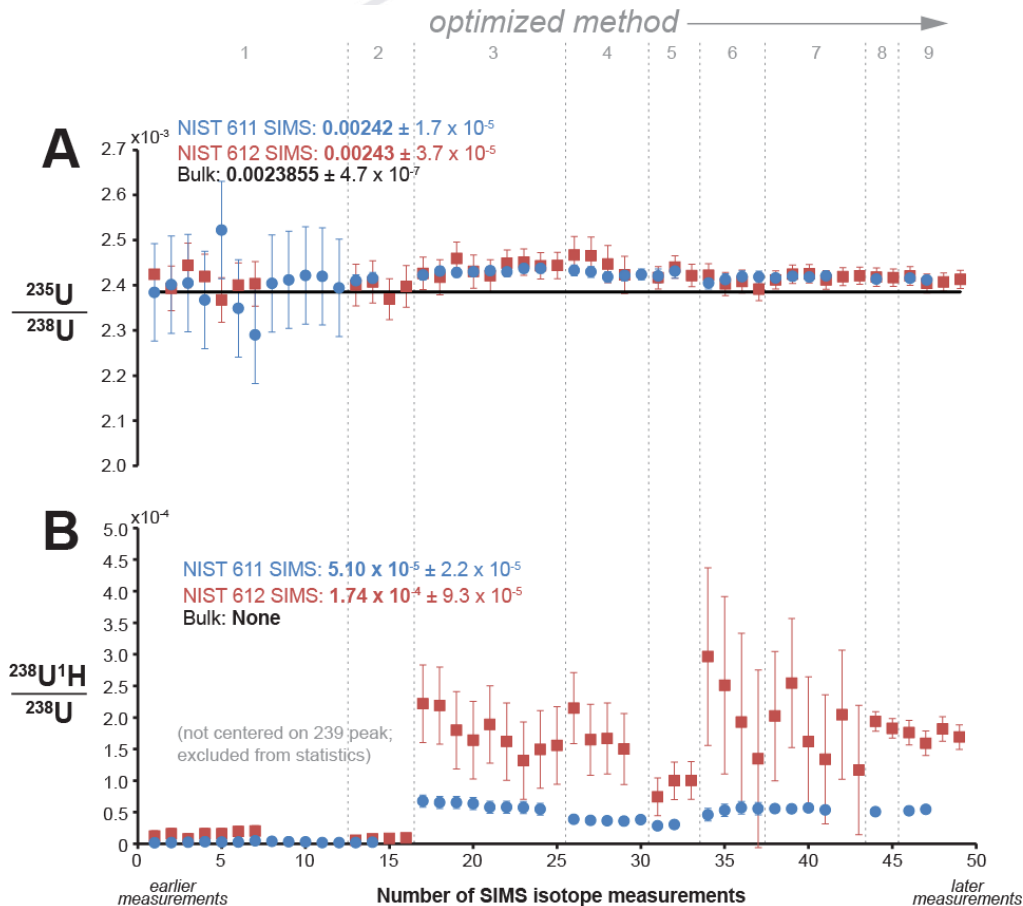 optimized method
1 2 3 4 5 6 7 8 9
A
x10⁻³
NIST 611 SIMS: 0.00242 ± 1.7 x 10⁻⁵
NIST 612 SIMS: 0.00243 ± 3.7 x 10⁻⁵
Bulk: 0.0023855 ± 4.7 x 10⁻⁷
2.7
2.6
2.5
2.4
2.3
2.2
2.1
2.0
²³⁵U
²³⁸U
B
x10⁻⁴
5.0
4.5
4.0
3.5
3.0
2.5
2.0
1.5
1.0
0.5
0
NIST 611 SIMS: 5.10 x 10⁻⁵ ± 2.2 x 10⁻⁵
NIST 612 SIMS: 1.74 x 10⁻⁴ ± 9.3 x 10⁻⁵
Bulk: None
²³⁸U¹H
²³⁸U
(not centered on 239 peak;
excluded from statistics)
0 5 10 15 20 25 30 35 40 45 50
earlier
measurements
Number of SIMS isotope measurements
later
measurements